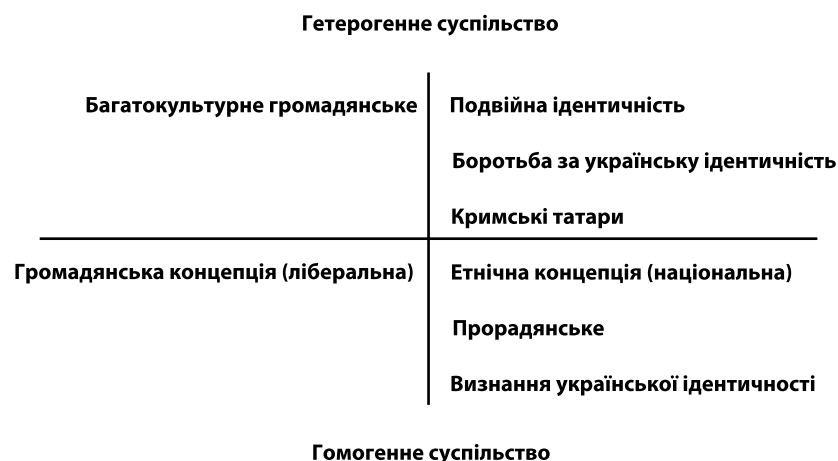 Гетерогенне суспільство
Багатокультурне громадянське
Подвійна ідентичність
Боротьба за українську ідентичність
Кримські татари
Громадянська концепція (ліберальна)
Етнічна концепція (національна)
Прорадянське
Визнання української ідентичності
Гомогенне суспільство